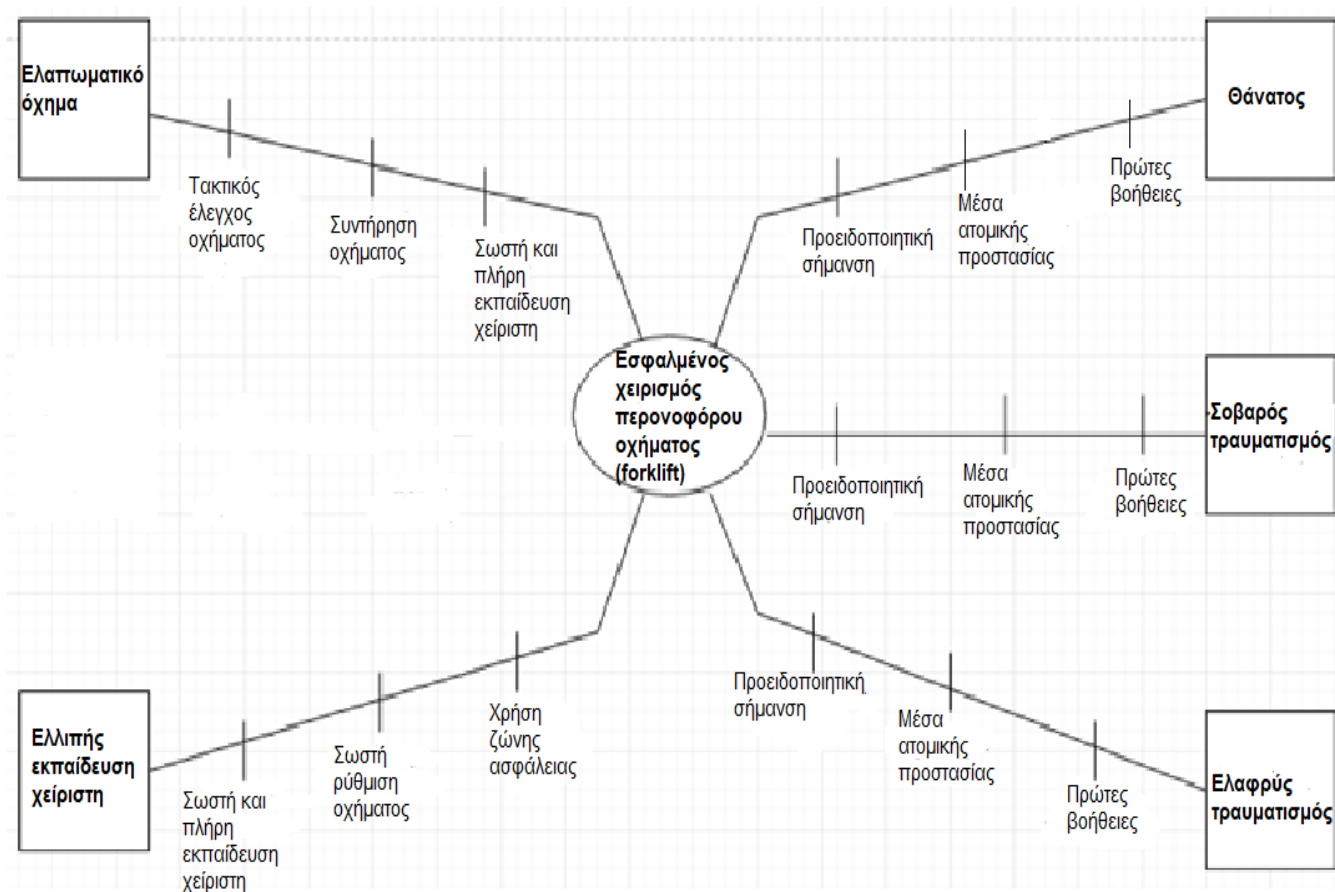 Ελαττωματικό
όχημα
Τακτικός
έλεγχος
οχήματος
Συντήρηση
οχήματος
Σωστή και
πλήρη
εκπαίδευση
χείριστη
Προειδοποιητική
σήμανση
Μέσα
ατομικής
προστασίας
Πρώτες
βοήθειες
Θάνατος
Εσφαλμένος
χειρισμός
περονοφόρου
οχήματος
(forklift)
Προειδοποιητική
σήμανση
Μέσα
ατομικής
προστασίας
Πρώτες
βοήθειες
Σοβαρός
τραυματισμός
Ελλιπής
εκπαίδευση
χείριστη
Σωστή και
πλήρη
εκπαίδευση
χείριστη
Σωστή
ρύθμιση
οχήματος
Χρήση
ζώνης
ασφάλειας
Προειδοποιητική
σήμανση
Μέσα
ατομικής
προστασίας
Πρώτες
βοήθειες
Ελαφρύς
τραυματισμός